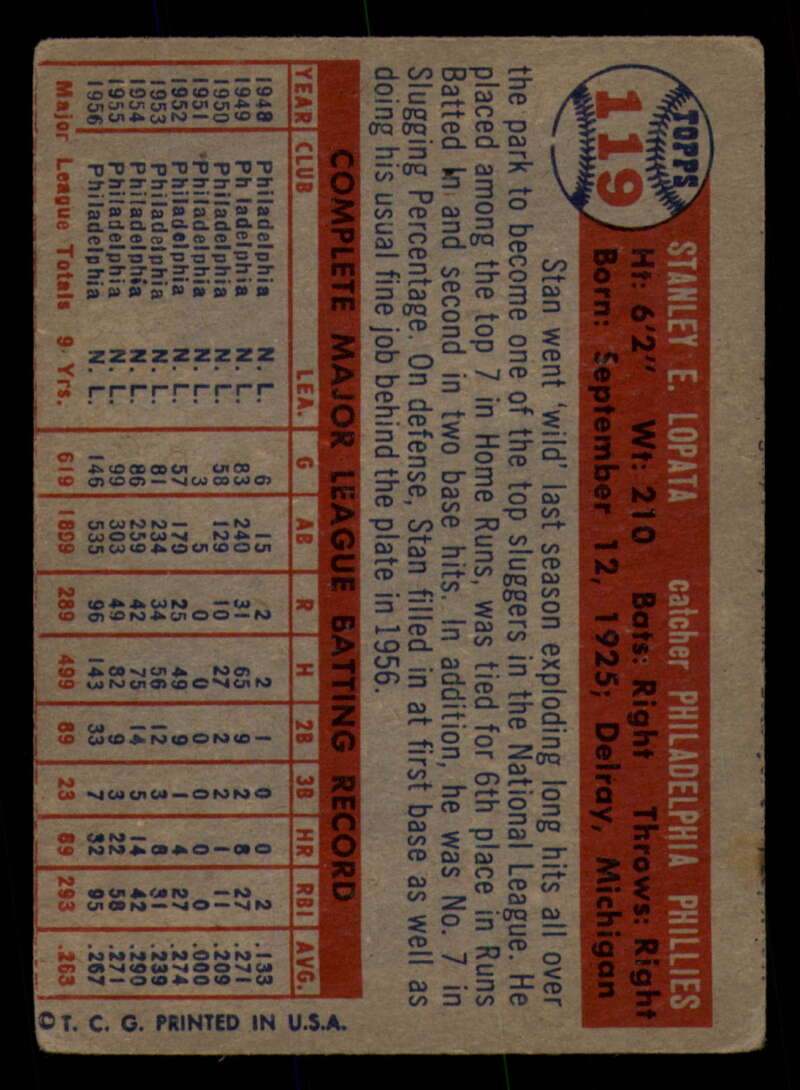 TOPPS
119
STANLEY E. LOPATA catcher PHILADELPHIA PHILLIES
Ht: 6'2" Wt: 210 Bats: Right Throws: Right
Born: September 12, 1925; Delray, Michigan
Stan went 'wild' last season exploding long hits all over
the park to become one of the top sluggers in the National League. He
placed among the top 7 in Home Runs, was tied for 6th place in Runs
Batted In and second in two base hits. In addition, he was No. 7 in
Slugging Percentage. On defense, Stan filled in at first base as well as
doing his usual fine job behind the plate in 1956.
COMPLETE MAJOR LEAGUE BATTING RECORD
YEAR CLUB LEA. G AB R H 2B 3B HR RBI AVG.
1948 Philadelphia N. L. 6 15 2 2 1 0 0 2 .133
1949 Philadelphia N. L. 83 240 31 65 9 2 8 27 .271
1950 Philadelphia N. L. 58 129 10 27 2 2 1 11 .209
1951 Philadelphia N. L. 3 5 0 0 0 0 0 0 .000
1952 Philadelphia N. L. 57 179 25 49 9 1 4 27 .274
1953 Philadelphia N. L. 81 234 34 56 12 3 8 31 .239
1954 Philadelphia N. L. 86 259 42 75 14 5 14 42 .290
1955 Philadelphia N. L. 99 303 49 82 9 3 22 58 .271
1956 Philadelphia N. L. 146 535 96 143 33 7 32 95 .267
Major League Totals 9 Yrs. 619 1899 289 499 89 23 89 293 .263
© T. C. G. PRINTED IN U.S.A.